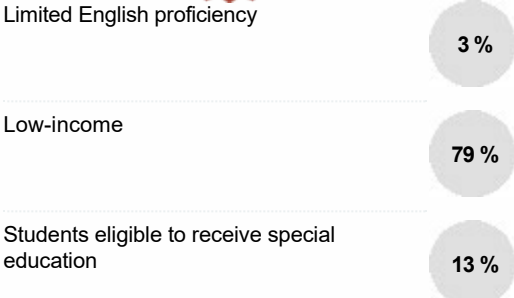 Limited English proficiency
3 %
Low-income
79 %
Students eligible to receive special
education
13 %